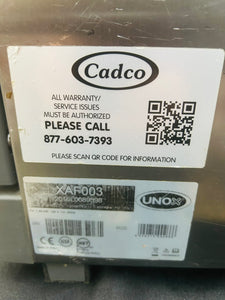 Cadco
ALL WARRANTY/
SERVICE ISSUES
MUST BE AUTHORIZED
PLEASE CALL
877-603-7393
PLEASE SCAN QR CODE FOR INFORMATION
XAF003
UNOX